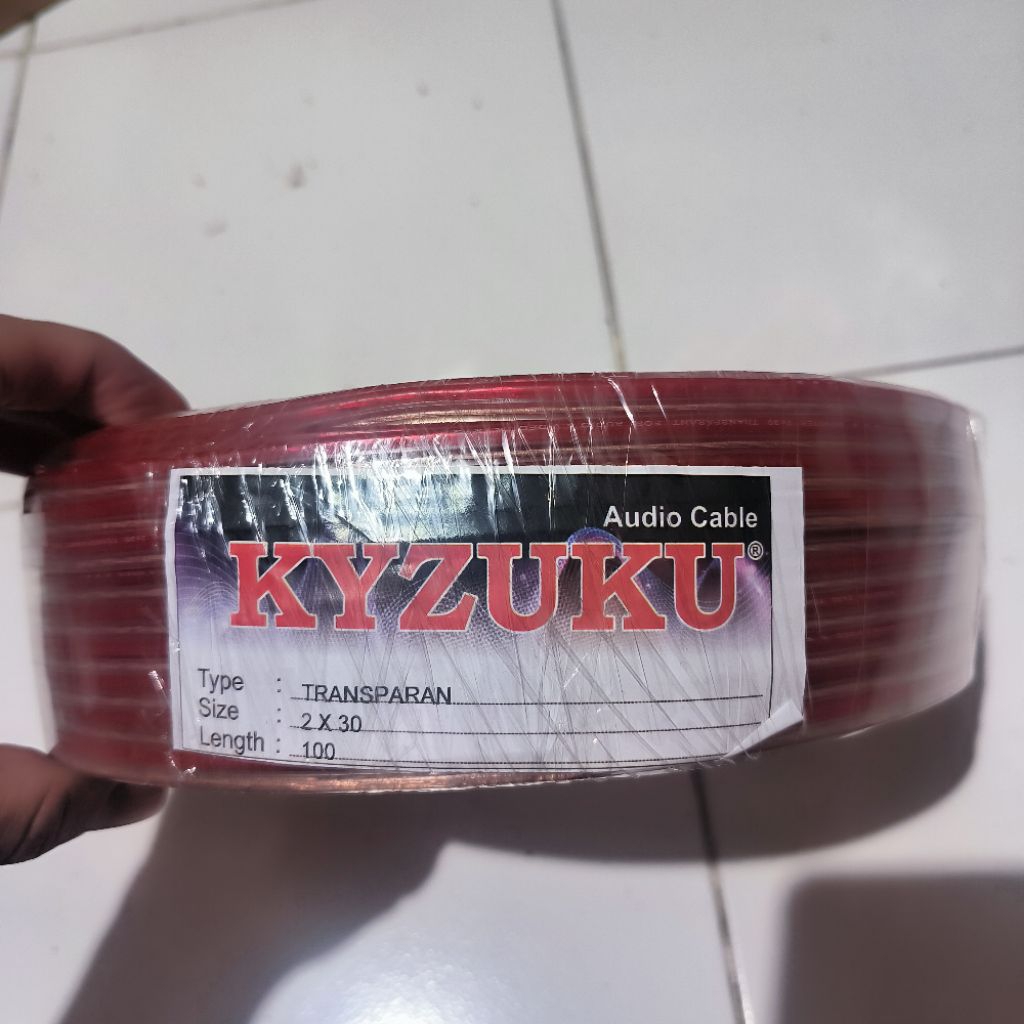 Audio Cable
KYZUKU®
Type : TRANSPARAN
Size : 2 X 30
Length : 100